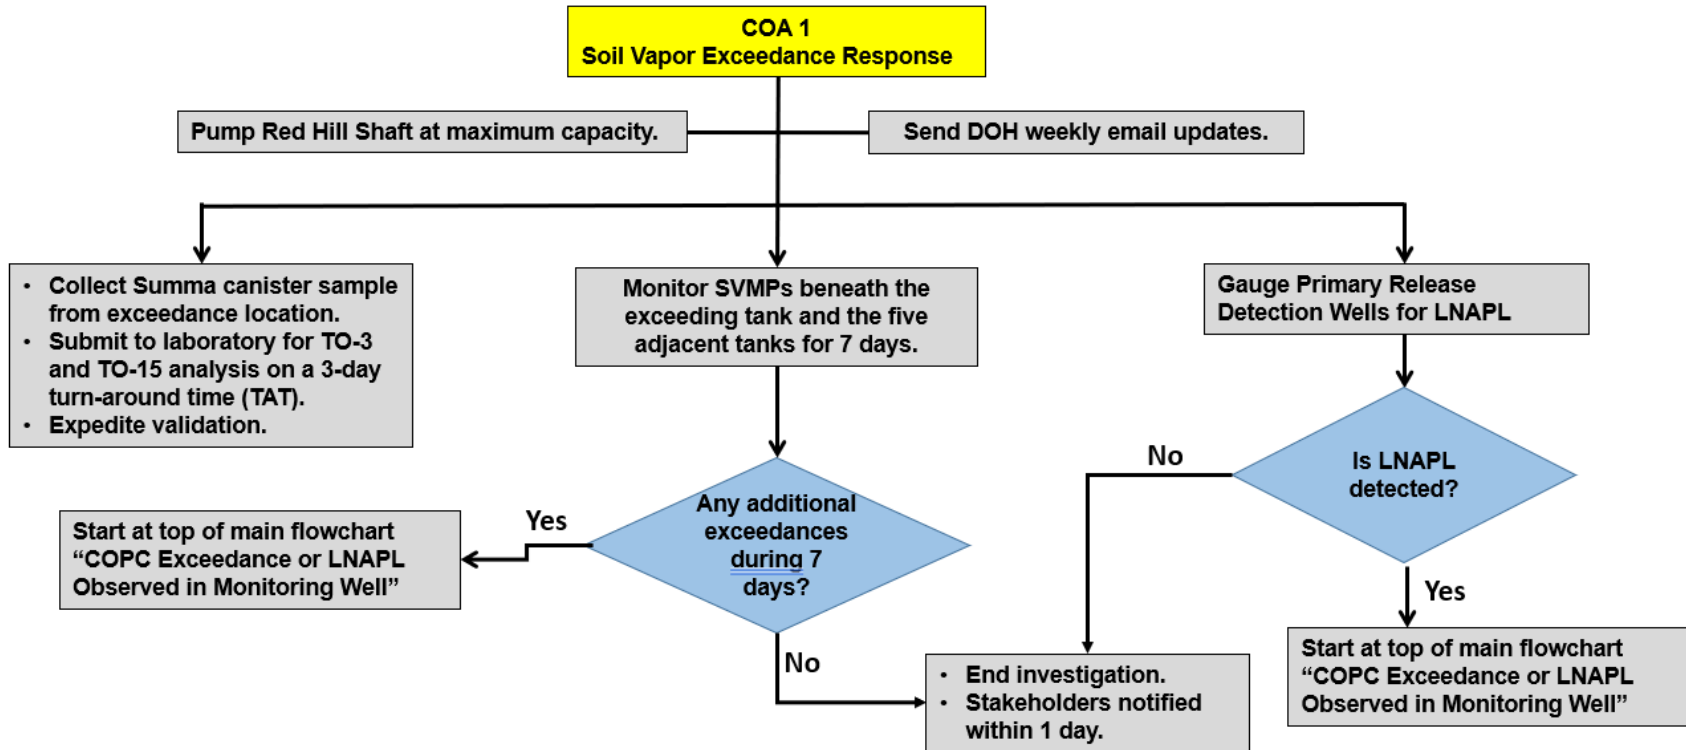 COA 1
Soil Vapor Exceedance Response
Pump Red Hill Shaft at maximum capacity.
Send DOH weekly email updates.
• Collect Summa canister sample
from exceedance location.
• Submit to laboratory for TO-3
and TO-15 analysis on a 3-day
turn-around time (TAT).
• Expedite validation.
Monitor SVMPs beneath the
exceeding tank and the five
adjacent tanks for 7 days.
Gauge Primary Release
Detection Wells for LNAPL
Any additional
exceedances
during 7
days?
Yes
Start at top of main flowchart
“COPC Exceedance or LNAPL
Observed in Monitoring Well”
No
Is LNAPL
detected?
No
Yes
• End investigation.
• Stakeholders notified
within 1 day.
Start at top of main flowchart
“COPC Exceedance or LNAPL
Observed in Monitoring Well”